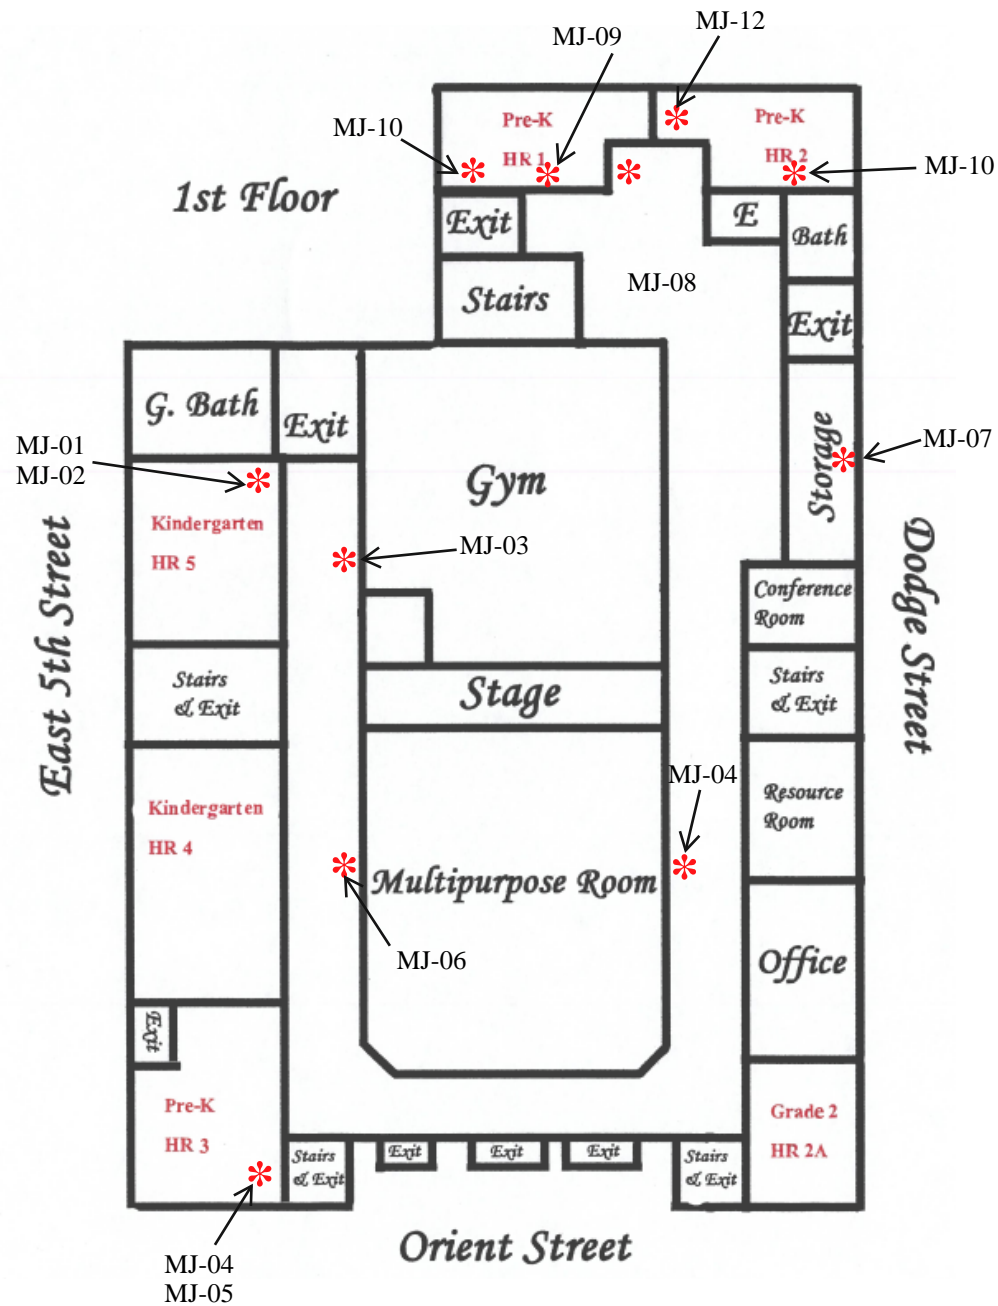 MJ-12
MJ-09
Pre-K
HR 1
Pre-K
HR 2
MJ-10
MJ-10
1st Floor
Exit
E
Bath
MJ-08
Stairs
Exit
G. Bath
Exit
MJ-01
MJ-02
Gym
Storage
MJ-07
Kindergarten
HR 5
MJ-03
East 5th Street
Dodge Street
Conference
Room
Stairs
& Exit
Stage
Stairs
& Exit
MJ-04
Kindergarten
HR 4
Resource
Room
Multipurpose Room
MJ-06
Office
Exit
Pre-K
HR 3
Grade 2
HR 2A
Stairs
& Exit
Exit
Exit
Exit
Stairs
& Exit
MJ-04
MJ-05
Orient Street